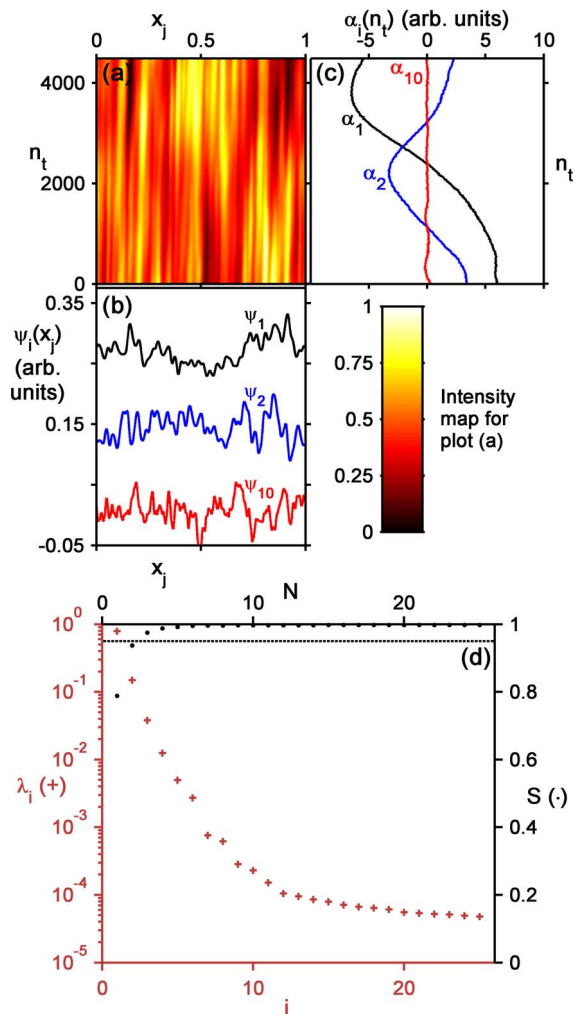 x_j α_i(n_t) (arb. units)
0 0.5 1 -5 0 5 10
(a) (c)
4000
n_t
2000
0
α_10
α_1
α_2
n_t
0.35
ψ_i(x_j)
(arb.
units)
0.15
-0.05
(b)
ψ_1
ψ_2
ψ_10
0 0.5 1
x_j
1
0.75
0.5
0.25
0
Intensity
map for
plot (a)
N
0 10 20
(d)
10^0
10^-1
10^-2
λ_i (+)
10^-3
10^-4
10^-5
1
0.8
0.6
S (·)
0.4
0.2
0
0 10 20
i